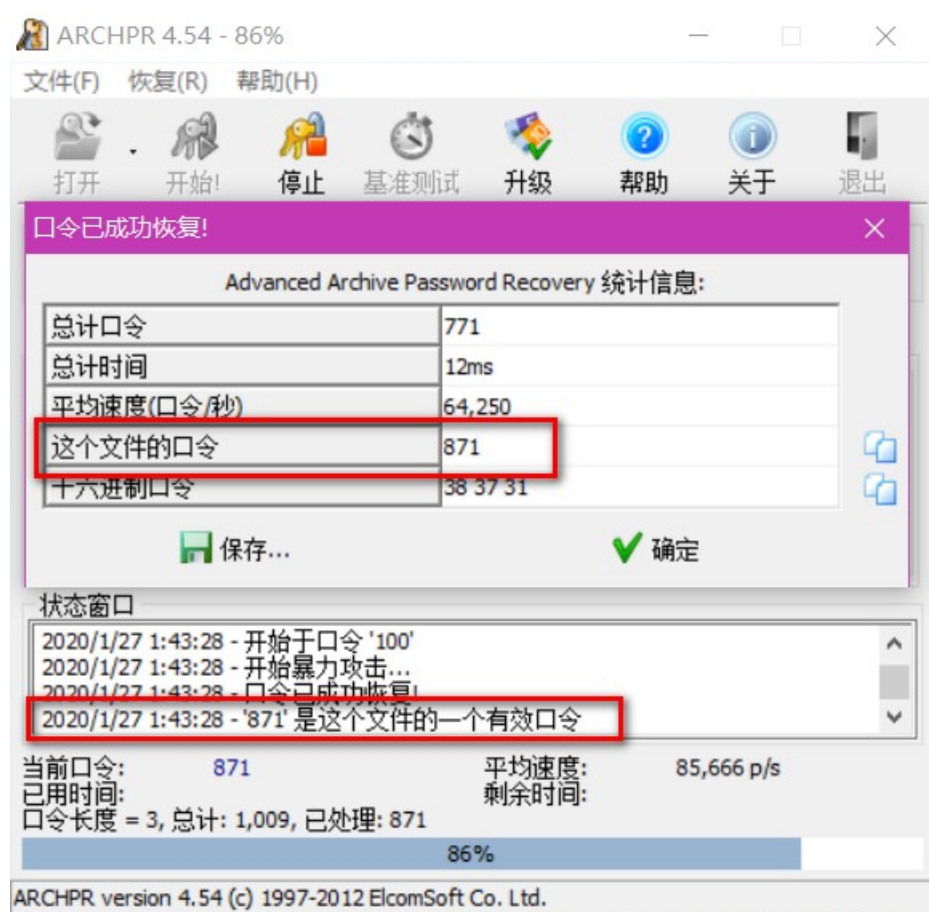 ARCHPR 4.54 - 86%
文件(F) 恢复(R) 帮助(H)
打开 开始! 停止 基准测试 升级 帮助 关于 退出
口令已成功恢复!
Advanced Archive Password Recovery 统计信息:
总计口令 771
总计时间 12ms
平均速度(口令/秒) 64,250
这个文件的口令 871
十六进制口令 38 37 31
保存... 确定
状态窗口
2020/1/27 1:43:28 - 开始于口令 '100'
2020/1/27 1:43:28 - 开始暴力攻击...
2020/1/27 1:43:28 - 口令已成功恢复!
2020/1/27 1:43:28 - '871' 是这个文件的一个有效口令
当前口令: 871 平均速度: 85,666 p/s
已用时间: 剩余时间:
口令长度 = 3, 总计: 1,009, 已处理: 871
86%
ARCHPR version 4.54 (c) 1997-2012 ElcomSoft Co. Ltd.